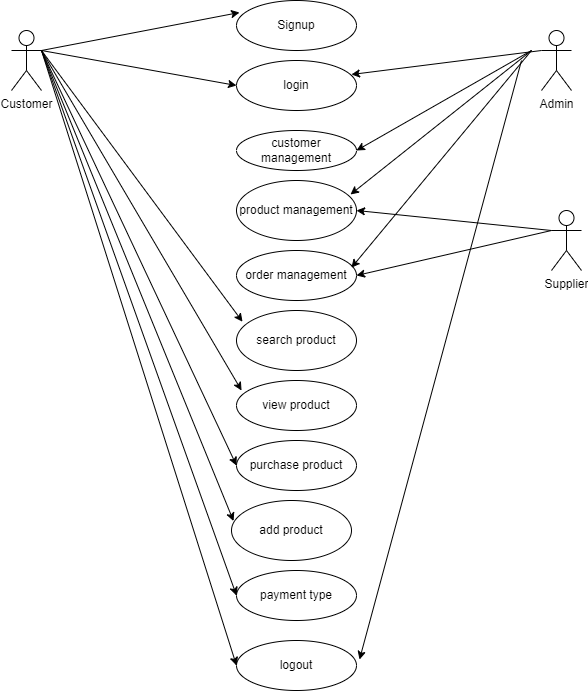 Signup
login
Customer
Admin
customer
management
product management
order management
Supplier
search product
view product
purchase product
add product
payment type
logout